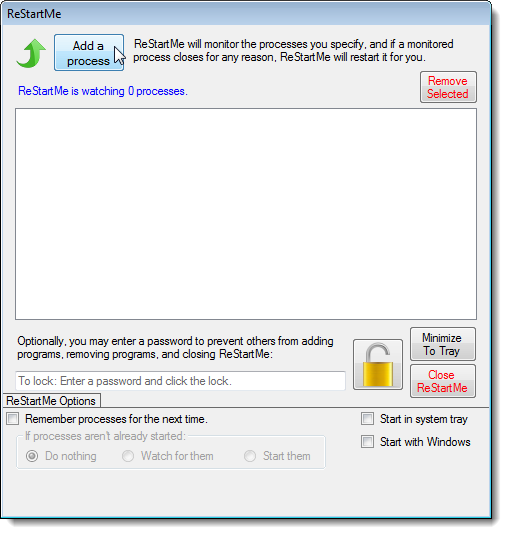 ReStartMe
Add a
process
ReStartMe will monitor the processes you specify, and if a monitored
process closes for any reason, ReStartMe will restart it for you.
ReStartMe is watching 0 processes.
Remove
Selected
Optionally, you may enter a password to prevent others from adding
programs, removing programs, and closing ReStartMe:
To lock: Enter a password and click the lock.
Minimize
To Tray
Close
ReStartMe
ReStartMe Options
Remember processes for the next time.
If processes aren't already started:
Do nothing
Watch for them
Start them
Start in system tray
Start with Windows